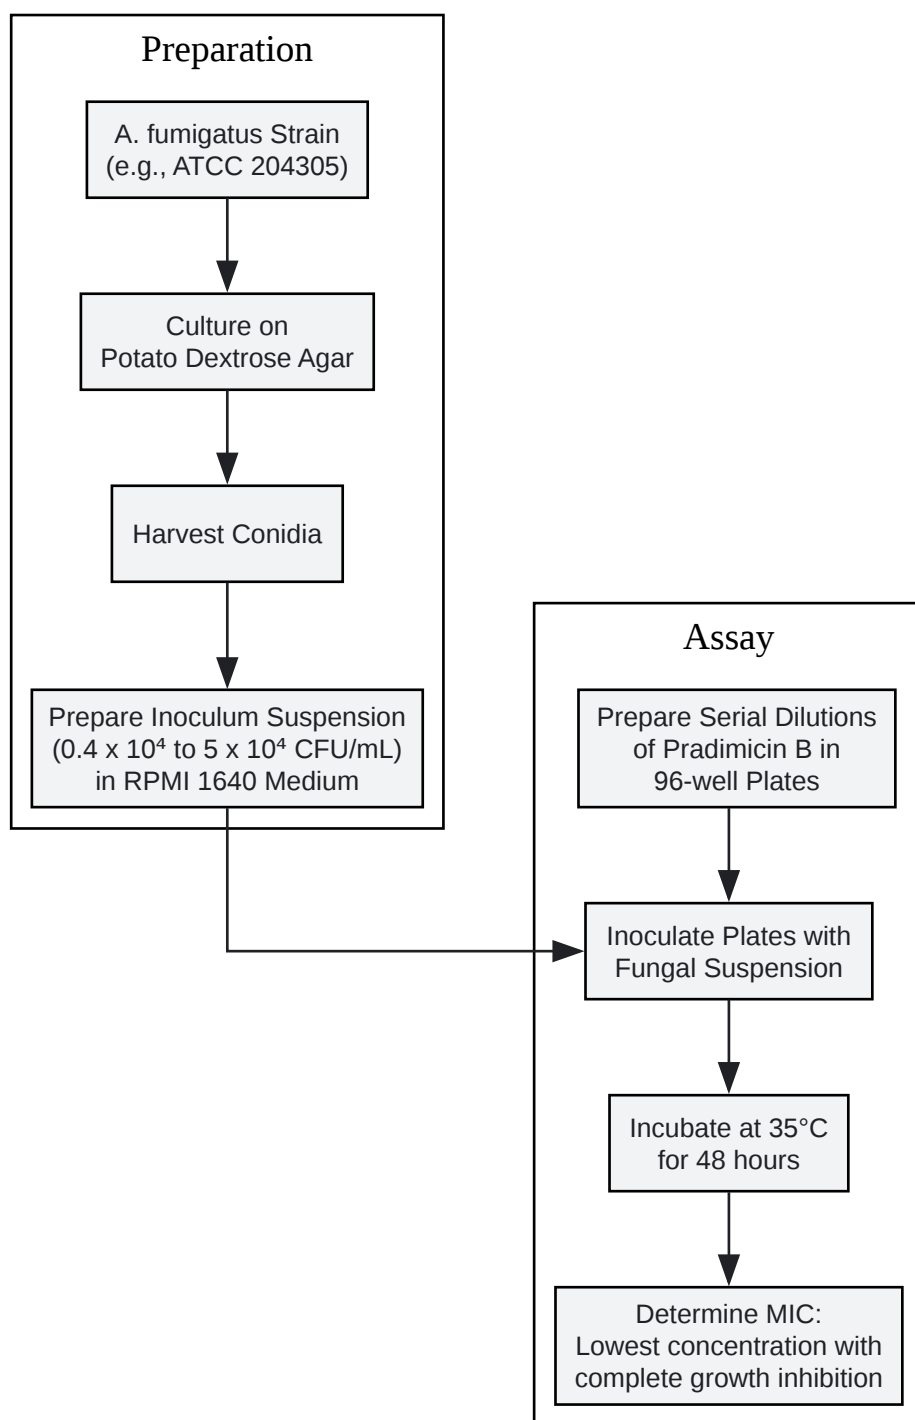 Preparation
A. fumigatus Strain
(e.g., ATCC 204305)
Culture on
Potato Dextrose Agar
Harvest Conidia
Prepare Inoculum Suspension
(0.4 x 10⁴ to 5 x 10⁴ CFU/mL)
in RPMI 1640 Medium
Assay
Prepare Serial Dilutions
of Pradimicin B in
96-well Plates
Inoculate Plates with
Fungal Suspension
Incubate at 35°C
for 48 hours
Determine MIC:
Lowest concentration with
complete growth inhibition